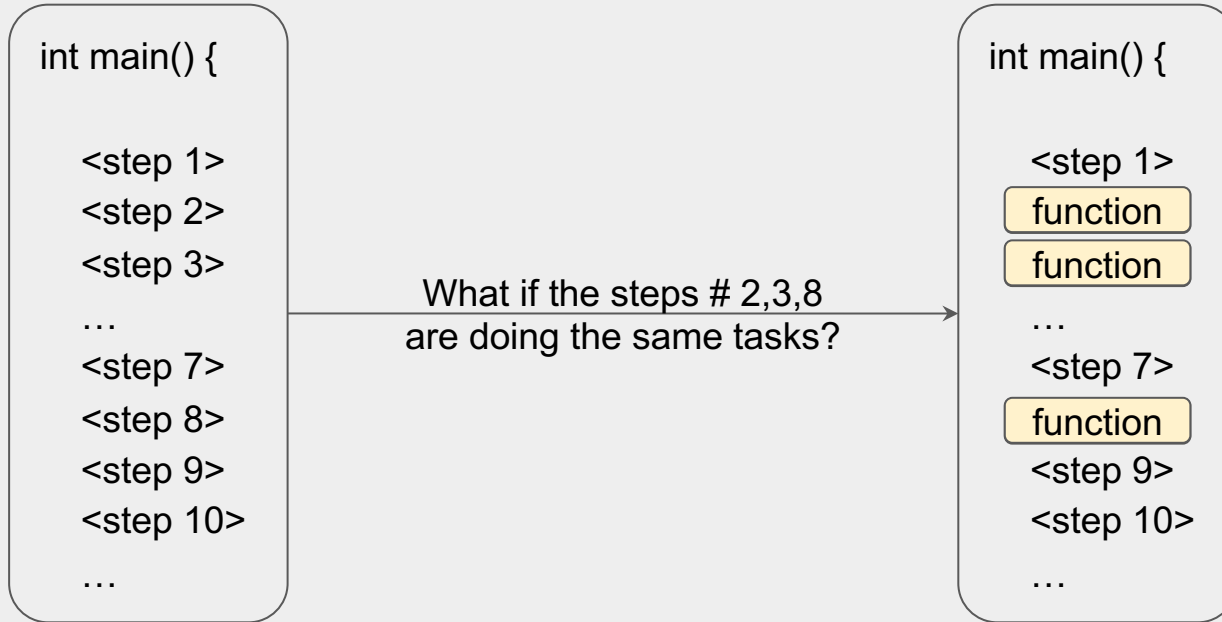 int main() {
<step 1>
<step 2>
<step 3>
…
<step 7>
<step 8>
<step 9>
<step 10>
…
What if the steps # 2,3,8
are doing the same tasks?
int main() {
<step 1>
function
function
…
<step 7>
function
<step 9>
<step 10>
…